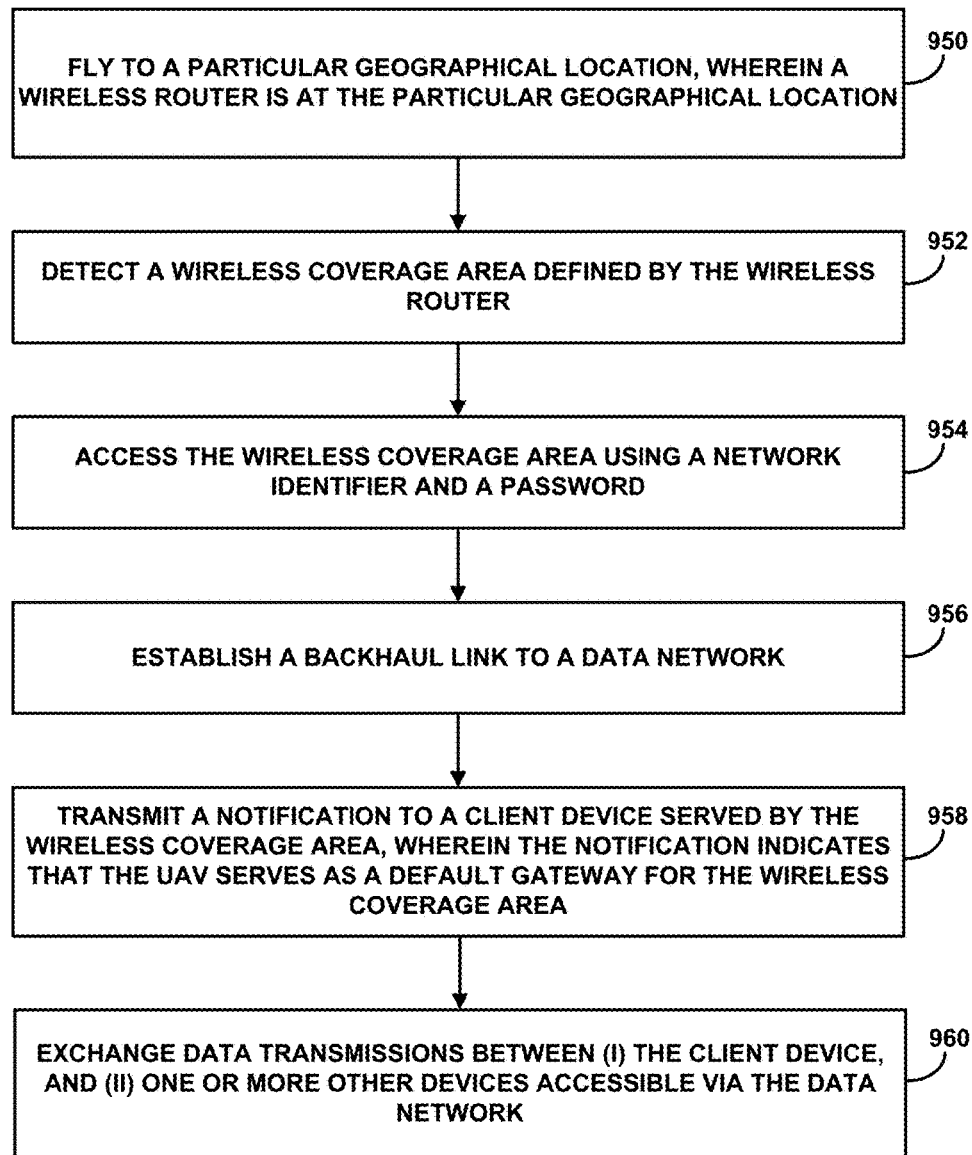 950
FLY TO A PARTICULAR GEOGRAPHICAL LOCATION, WHEREIN A
WIRELESS ROUTER IS AT THE PARTICULAR GEOGRAPHICAL LOCATION
952
DETECT A WIRELESS COVERAGE AREA DEFINED BY THE WIRELESS
ROUTER
954
ACCESS THE WIRELESS COVERAGE AREA USING A NETWORK
IDENTIFIER AND A PASSWORD
956
ESTABLISH A BACKHAUL LINK TO A DATA NETWORK
958
TRANSMIT A NOTIFICATION TO A CLIENT DEVICE SERVED BY THE
WIRELESS COVERAGE AREA, WHEREIN THE NOTIFICATION INDICATES
THAT THE UAV SERVES AS A DEFAULT GATEWAY FOR THE WIRELESS
COVERAGE AREA
960
EXCHANGE DATA TRANSMISSIONS BETWEEN (I) THE CLIENT DEVICE,
AND (II) ONE OR MORE OTHER DEVICES ACCESSIBLE VIA THE DATA
NETWORK